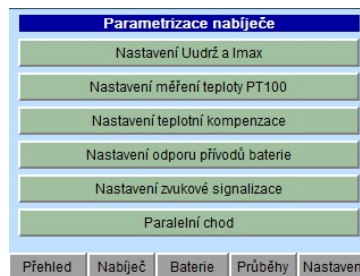 Parametrizace nabíječe
Nastavení Uudrž a Imax
Nastavení měření teploty PT100
Nastavení teplotní kompenzace
Nastavení odporu přívodů baterie
Nastavení zvukové signalizace
Paralelní chod
Přehled Nabíječ Baterie Průběhy Nastaven